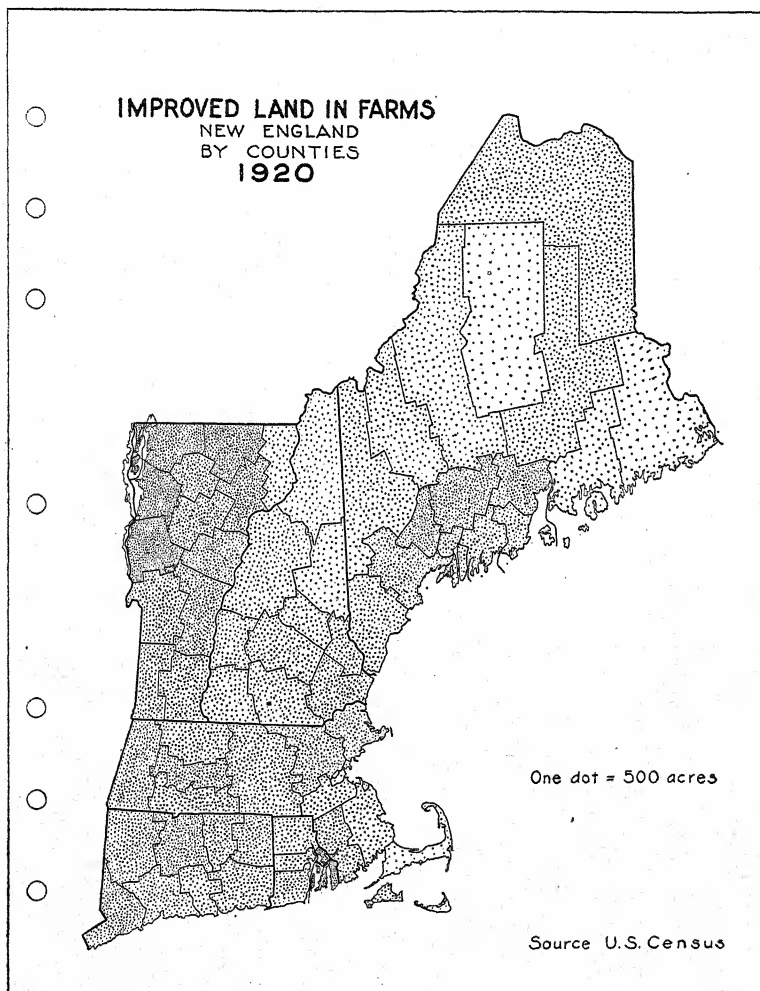 IMPROVED LAND IN FARMS
NEW ENGLAND
BY COUNTIES
1920
One dot = 500 acres
Source U.S. Census